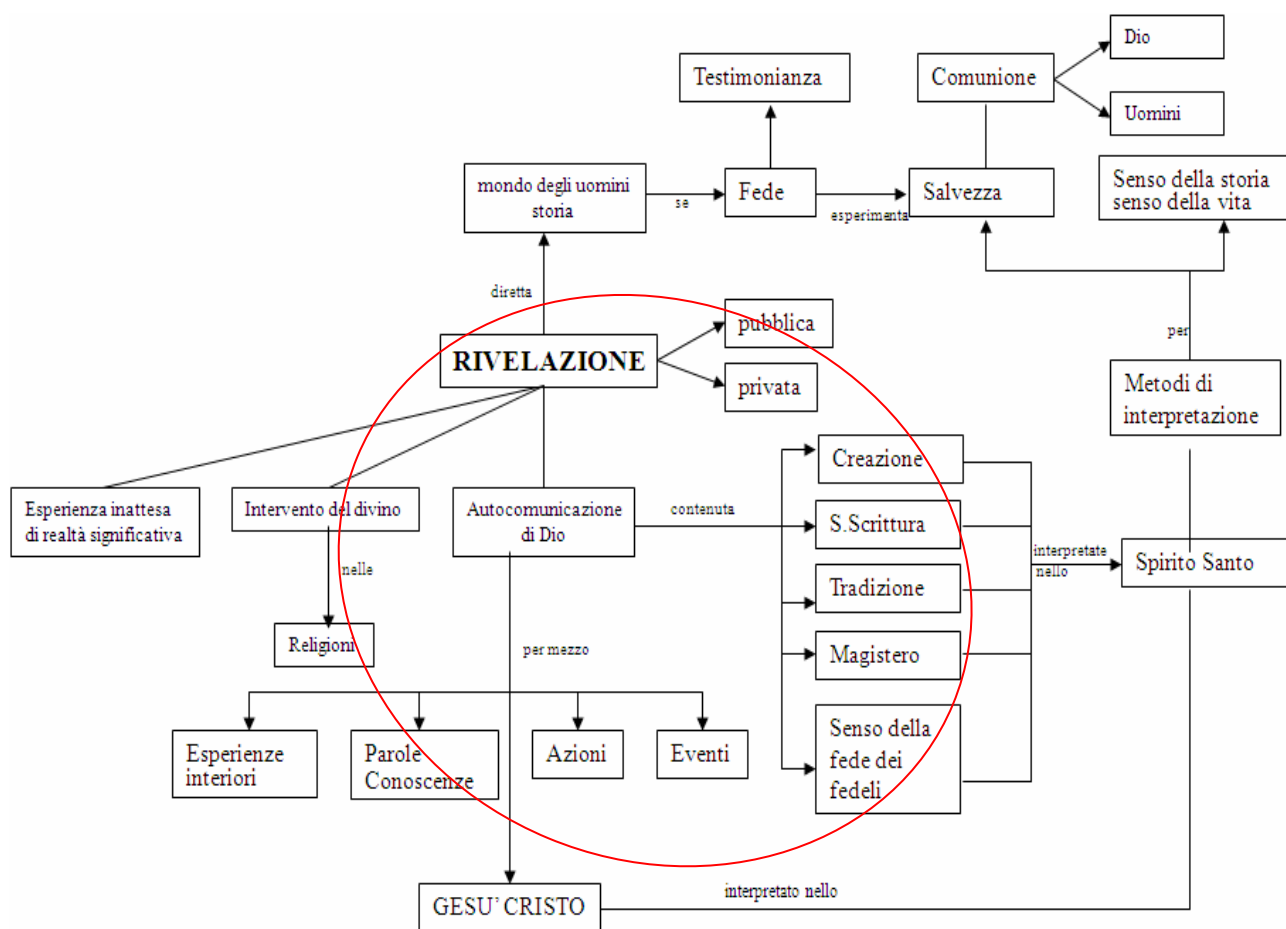 Dio
Testimonianza
Comunione
Uomini
mondo degli uomini
storia
se
Fede
esperimenta
Salvezza
Senso della storia
senso della vita
diretta
pubblica
RIVELAZIONE
privata
per
Metodi di
interpretazione
Creazione
Esperienza inattesa
di realtà significativa
Intervento del divino
Autocomunicazione
di Dio
contenuta
S.Scrittura
interpretate
nello
Spirito Santo
nelle
Tradizione
Religioni
per mezzo
Magistero
Esperienze
interiori
Parole
Conoscenze
Azioni
Eventi
Senso della
fede dei
fedeli
GESU' CRISTO
interpretato nello